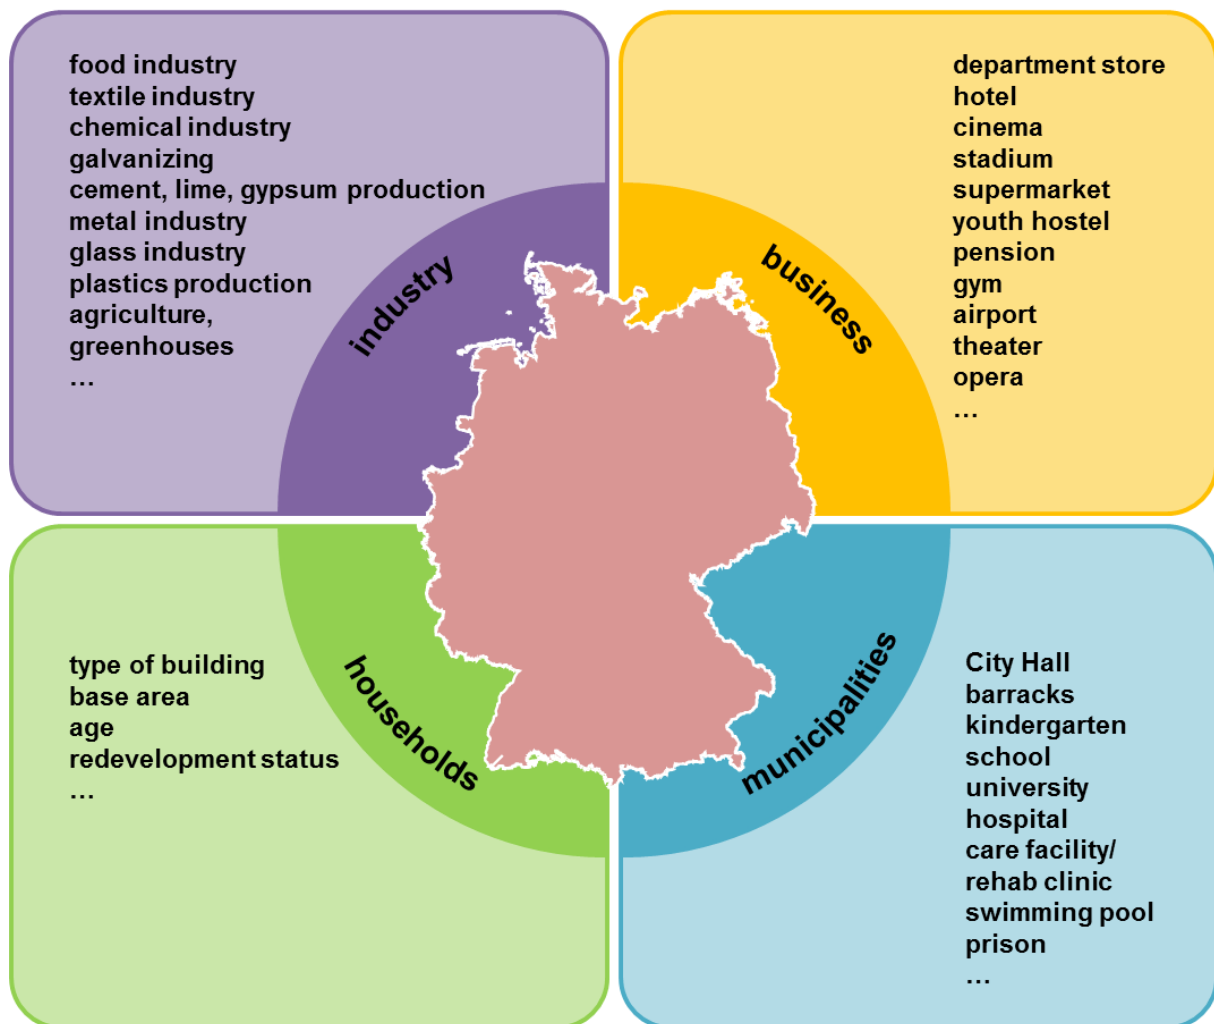 food industry
textile industry
chemical industry
galvanizing
cement, lime, gypsum production
metal industry
glass industry
plastics production
agriculture,
greenhouses
…
industry
department store
hotel
cinema
stadium
supermarket
youth hostel
pension
gym
airport
theater
opera
…
business
type of building
base area
age
redevelopment status
…
households
City Hall
barracks
kindergarten
school
university
hospital
care facility/
rehab clinic
swimming pool
prison
…
municipalities